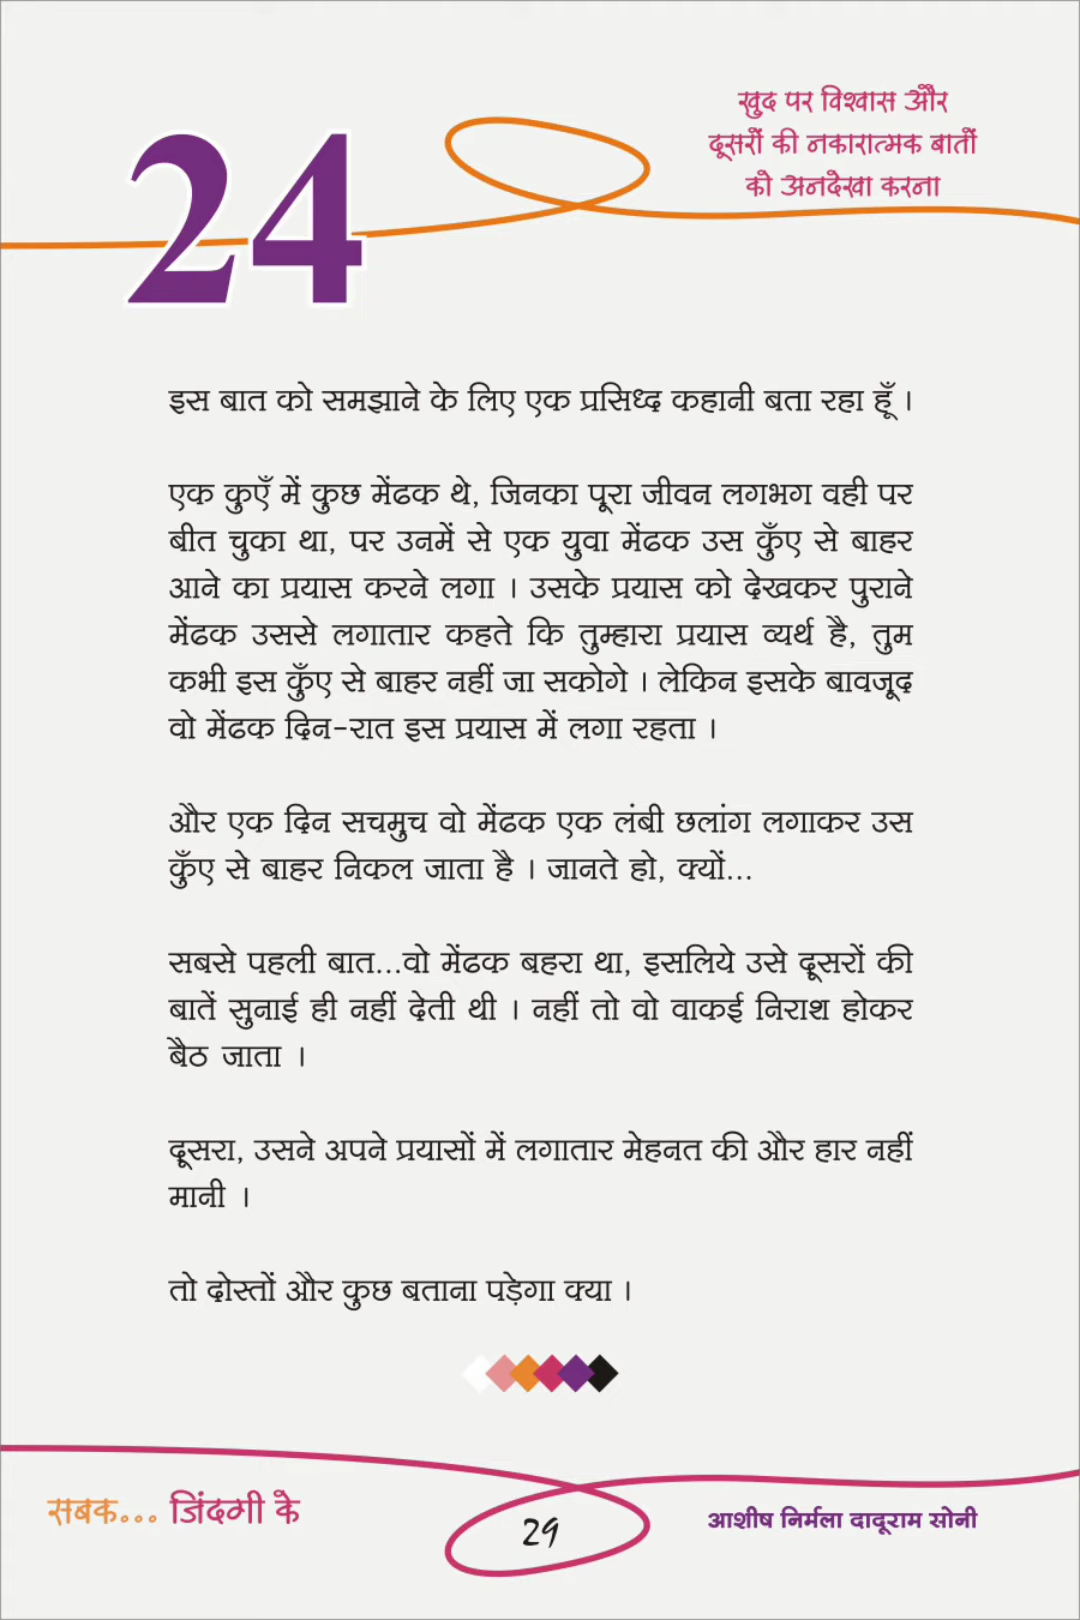 खुद पर विश्वास और
दूसरों की नकारात्मक बातों
को अनदेखा करना
24
इस बात को समझाने के लिए एक प्रसिध्द कहानी बता रहा हूँ ।
एक कुएँ में कुछ मेंढक थे, जिनका पूरा जीवन लगभग वही पर
बीत चुका था, पर उनमें से एक युवा मेंढक उस कुँए से बाहर
आने का प्रयास करने लगा । उसके प्रयास को देखकर पुराने
मेंढक उससे लगातार कहते कि तुम्हारा प्रयास व्यर्थ है, तुम
कभी इस कुँए से बाहर नहीं जा सकोगे । लेकिन इसके बावजूद
वो मेंढक दिन-रात इस प्रयास में लगा रहता ।
और एक दिन सचमुच वो मेंढक एक लंबी छलांग लगाकर उस
कुँए से बाहर निकल जाता है । जानते हो, क्यों...
सबसे पहली बात...वो मेंढक बहरा था, इसलिये उसे दूसरों की
बातें सुनाई ही नहीं देती थी । नहीं तो वो वाकई निराश होकर
बैठ जाता ।
दूसरा, उसने अपने प्रयासों में लगातार मेहनत की और हार नहीं
मानी ।
तो दोस्तों और कुछ बताना पड़ेगा क्या ।
सबक... जिंदगी के
29
आशीष निर्मला दादूराम सोनी